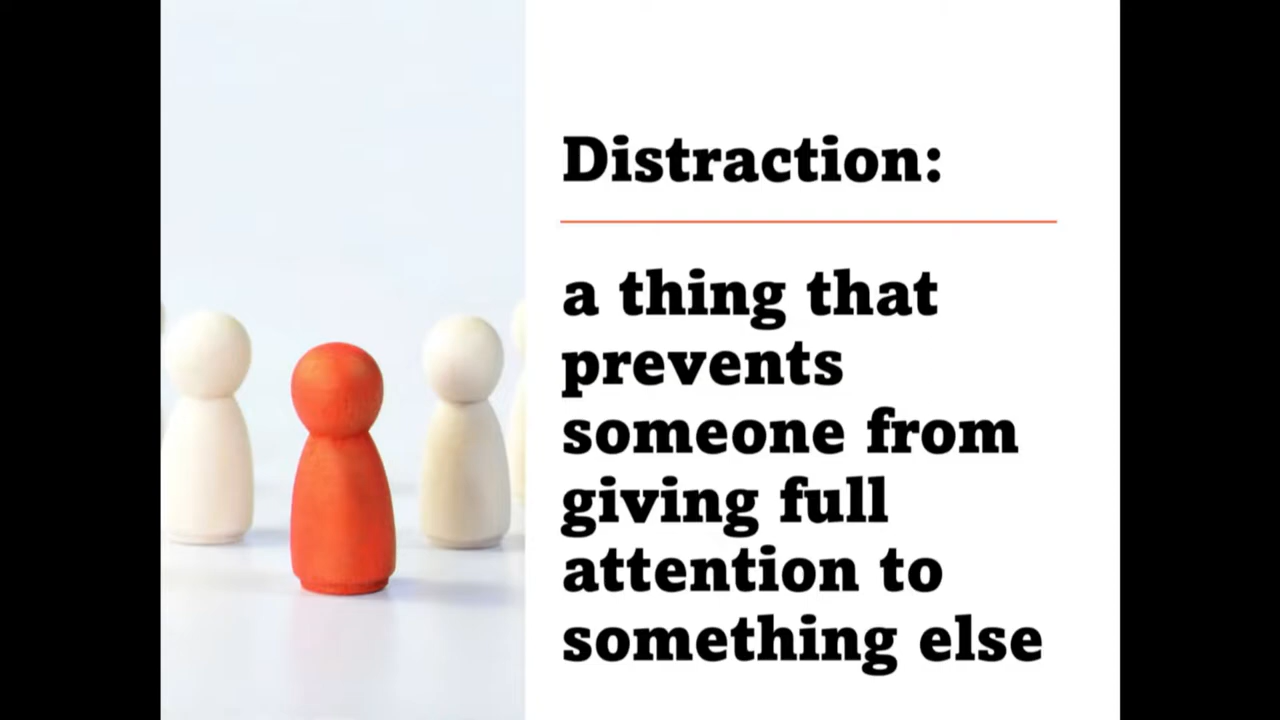 Distraction:
a thing that
prevents
someone from
giving full
attention to
something else